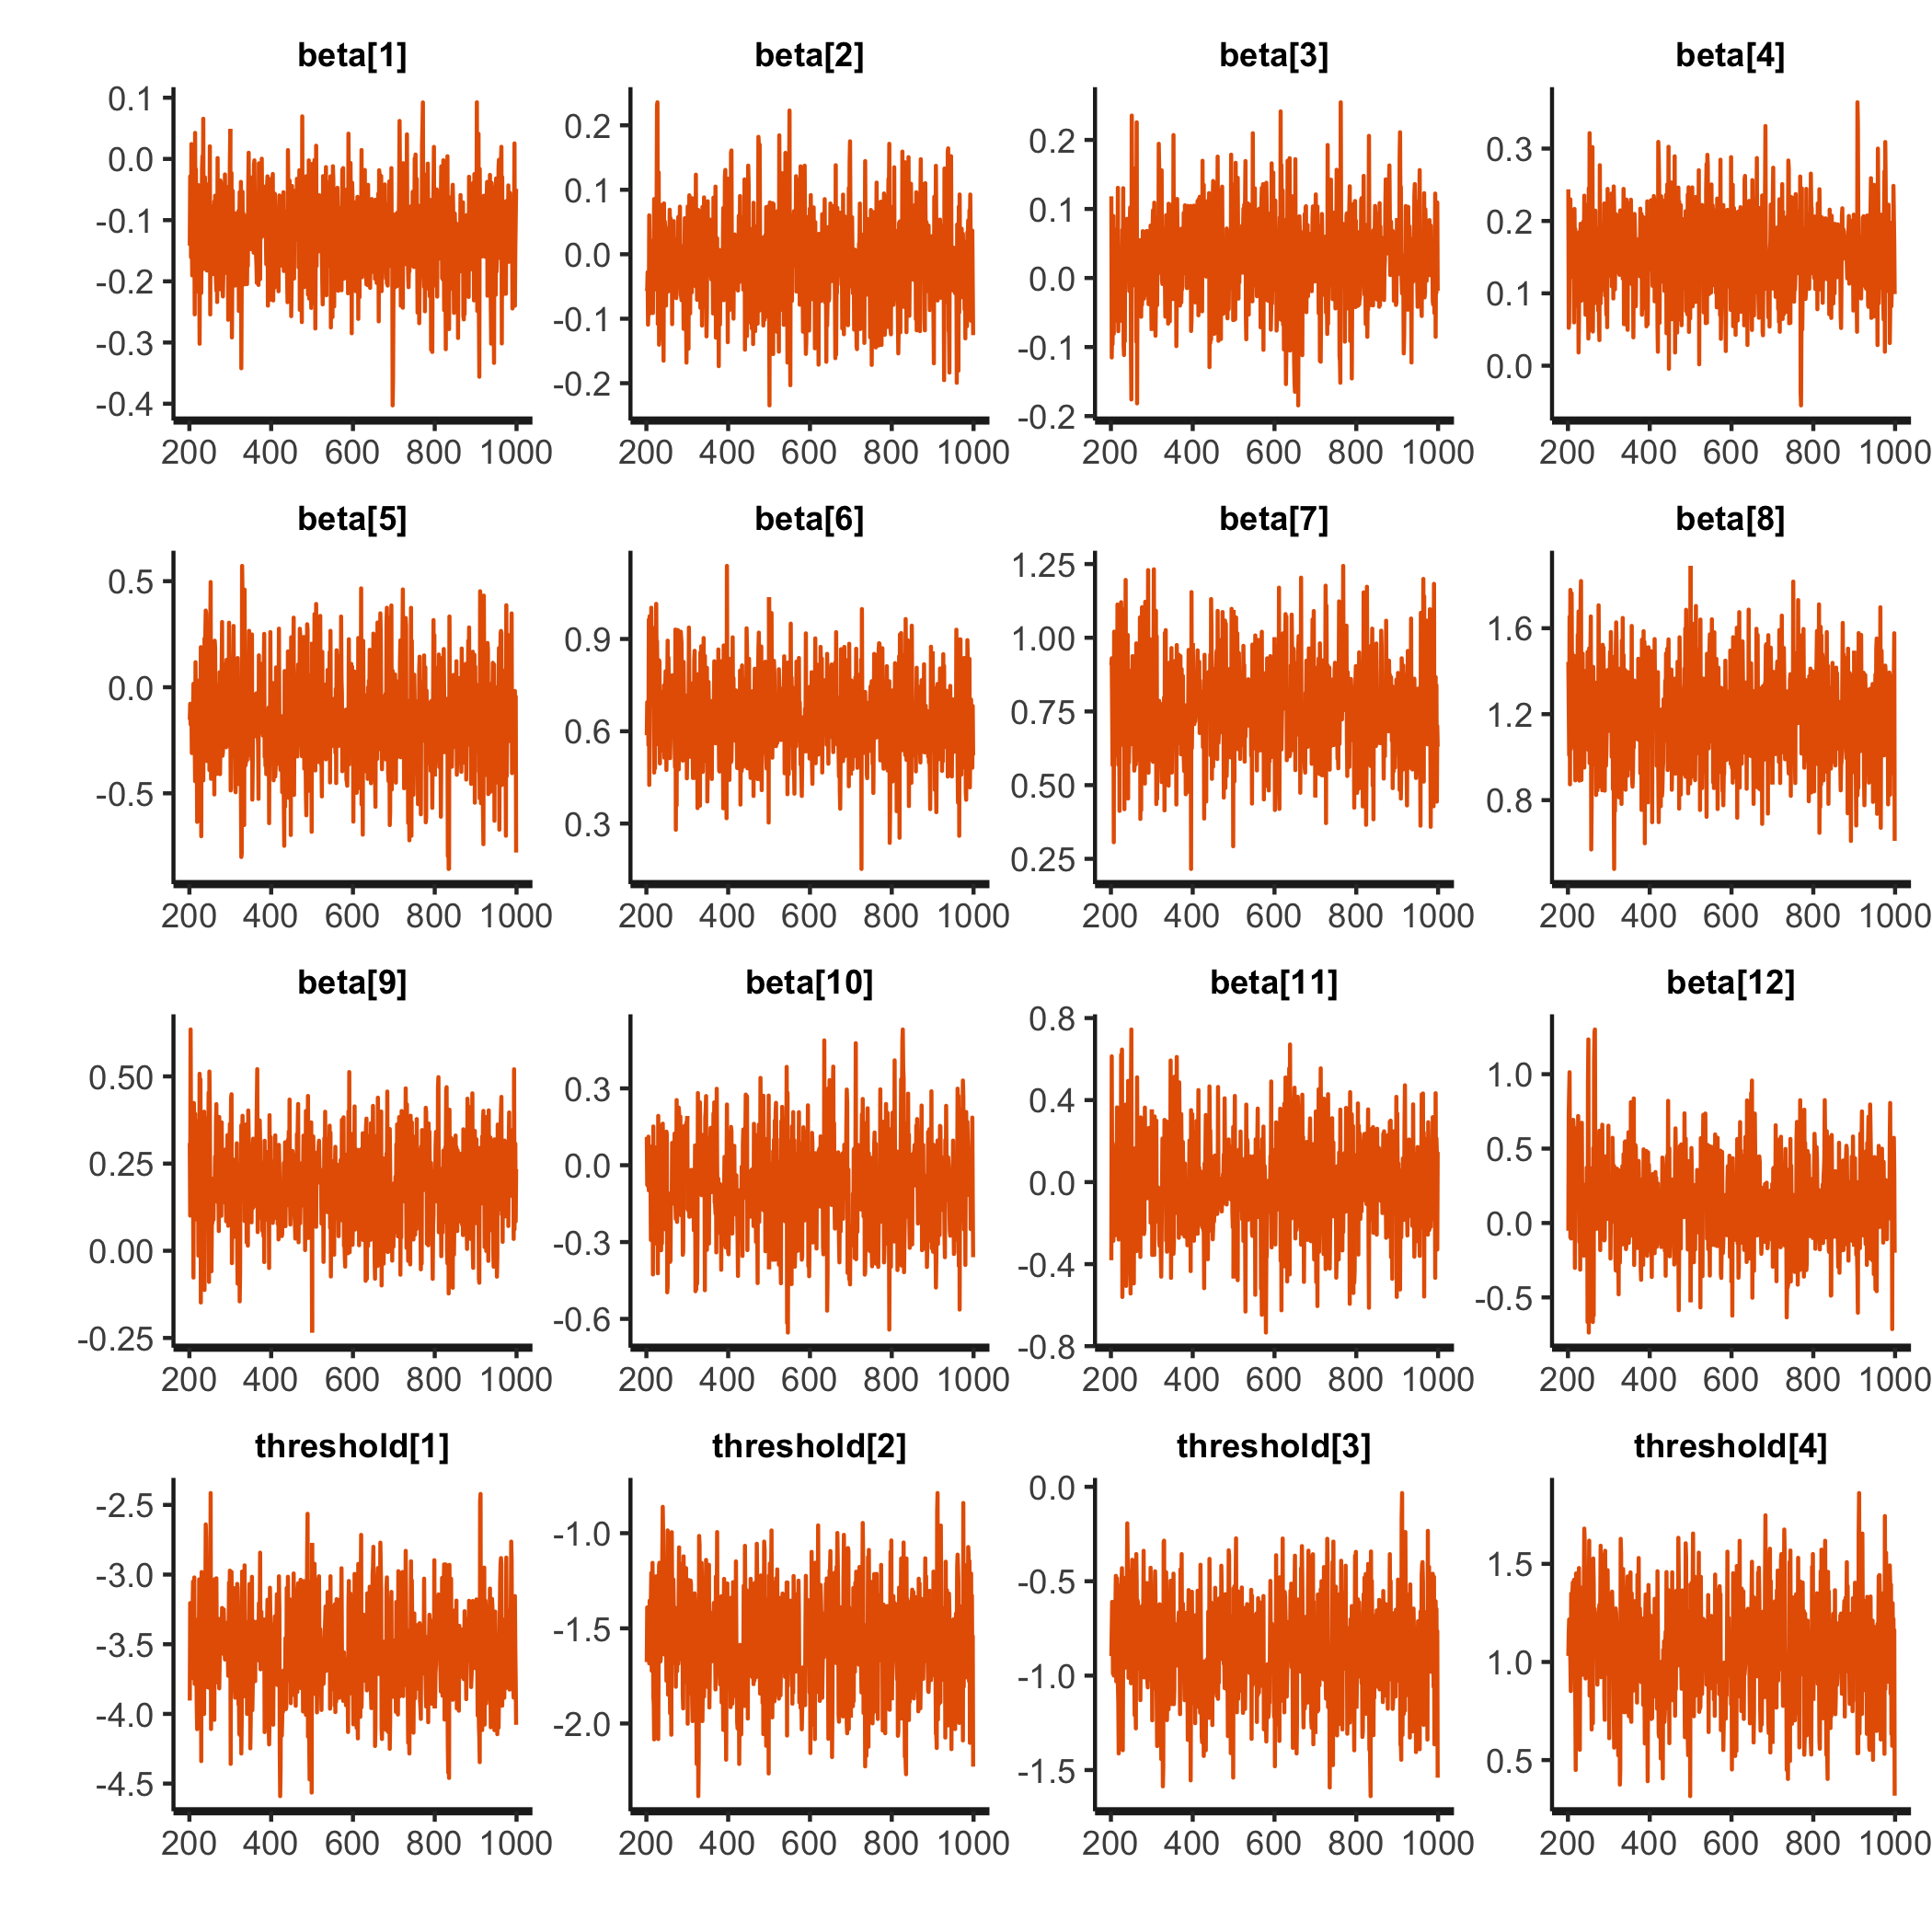 beta[1] beta[2] beta[3] beta[4]
0.1 0.0 -0.1 -0.2 -0.3 -0.4
0.2 0.1 0.0 -0.1 -0.2
0.2 0.1 0.0 -0.1 -0.2
0.3 0.2 0.1 0.0
200 400 600 800 1000 200 400 600 800 1000 200 400 600 800 1000 200 400 600 800 1000
beta[5] beta[6] beta[7] beta[8]
0.5 0.0 -0.5
0.9 0.6 0.3
1.25 1.00 0.75 0.50 0.25
1.6 1.2 0.8
200 400 600 800 1000 200 400 600 800 1000 200 400 600 800 1000 200 400 600 800 1000
beta[9] beta[10] beta[11] beta[12]
0.50 0.25 0.00 -0.25
0.3 0.0 -0.3 -0.6
0.8 0.4 0.0 -0.4 -0.8
1.0 0.5 0.0 -0.5
200 400 600 800 1000 200 400 600 800 1000 200 400 600 800 1000 200 400 600 800 1000
threshold[1] threshold[2] threshold[3] threshold[4]
-2.5 -3.0 -3.5 -4.0 -4.5
-1.0 -1.5 -2.0
0.0 -0.5 -1.0 -1.5
1.5 1.0 0.5
200 400 600 800 1000 200 400 600 800 1000 200 400 600 800 1000 200 400 600 800 1000